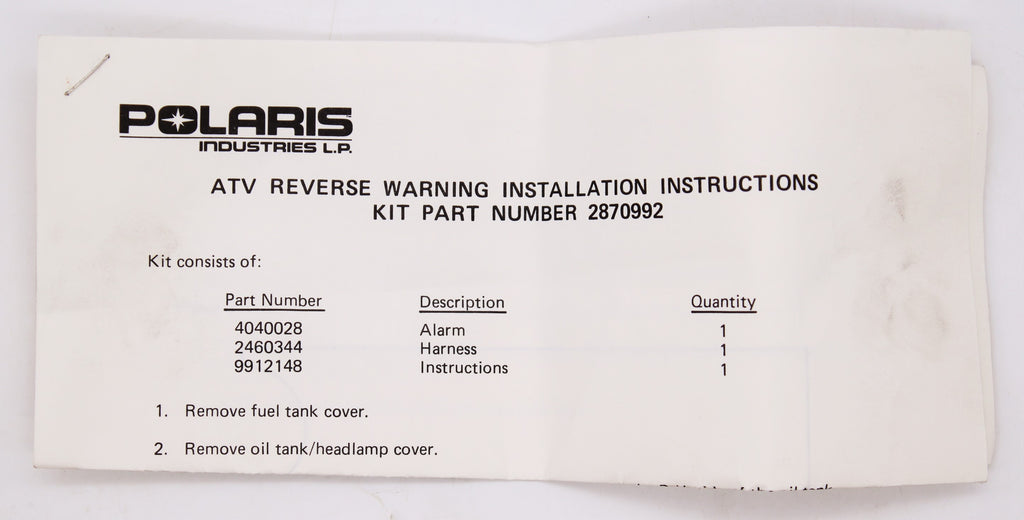 POLARIS
INDUSTRIES L.P.
ATV REVERSE WARNING INSTALLATION INSTRUCTIONS
KIT PART NUMBER 2870992
Kit consists of:
Part Number Description Quantity
4040028 Alarm 1
2460344 Harness 1
9912148 Instructions 1
1. Remove fuel tank cover.
2. Remove oil tank/headlamp cover.